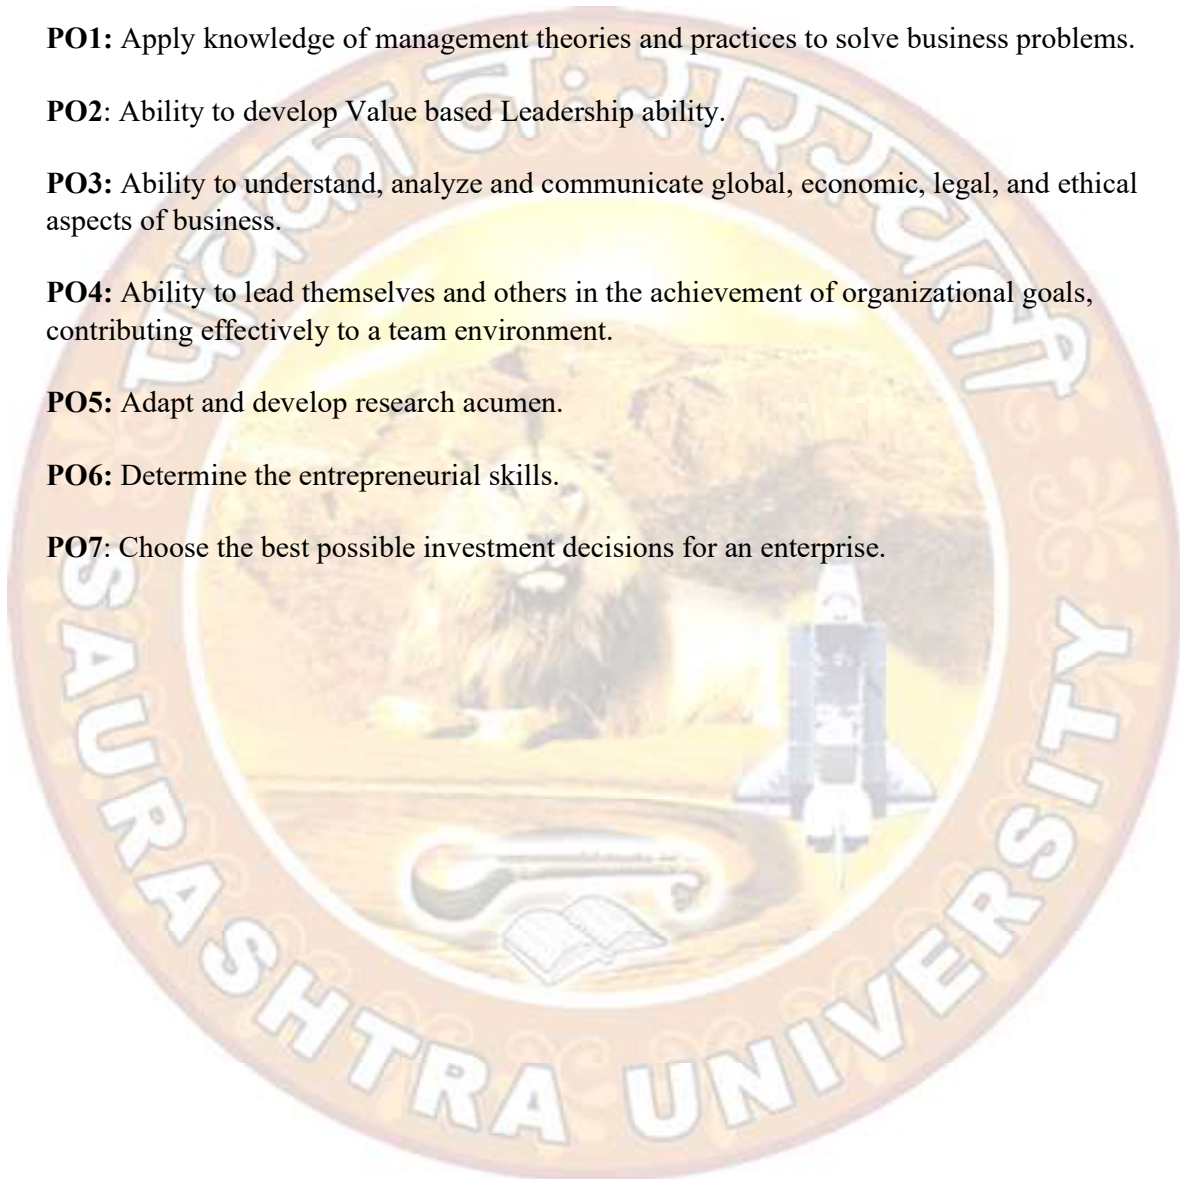 PO1: Apply knowledge of management theories and practices to solve business problems.
PO2: Ability to develop Value based Leadership ability.
PO3: Ability to understand, analyze and communicate global, economic, legal, and ethical
aspects of business.
PO4: Ability to lead themselves and others in the achievement of organizational goals,
contributing effectively to a team environment.
PO5: Adapt and develop research acumen.
PO6: Determine the entrepreneurial skills.
PO7: Choose the best possible investment decisions for an enterprise.
पावका नः सरस्वती
SAURASHTRA UNIVERSITY